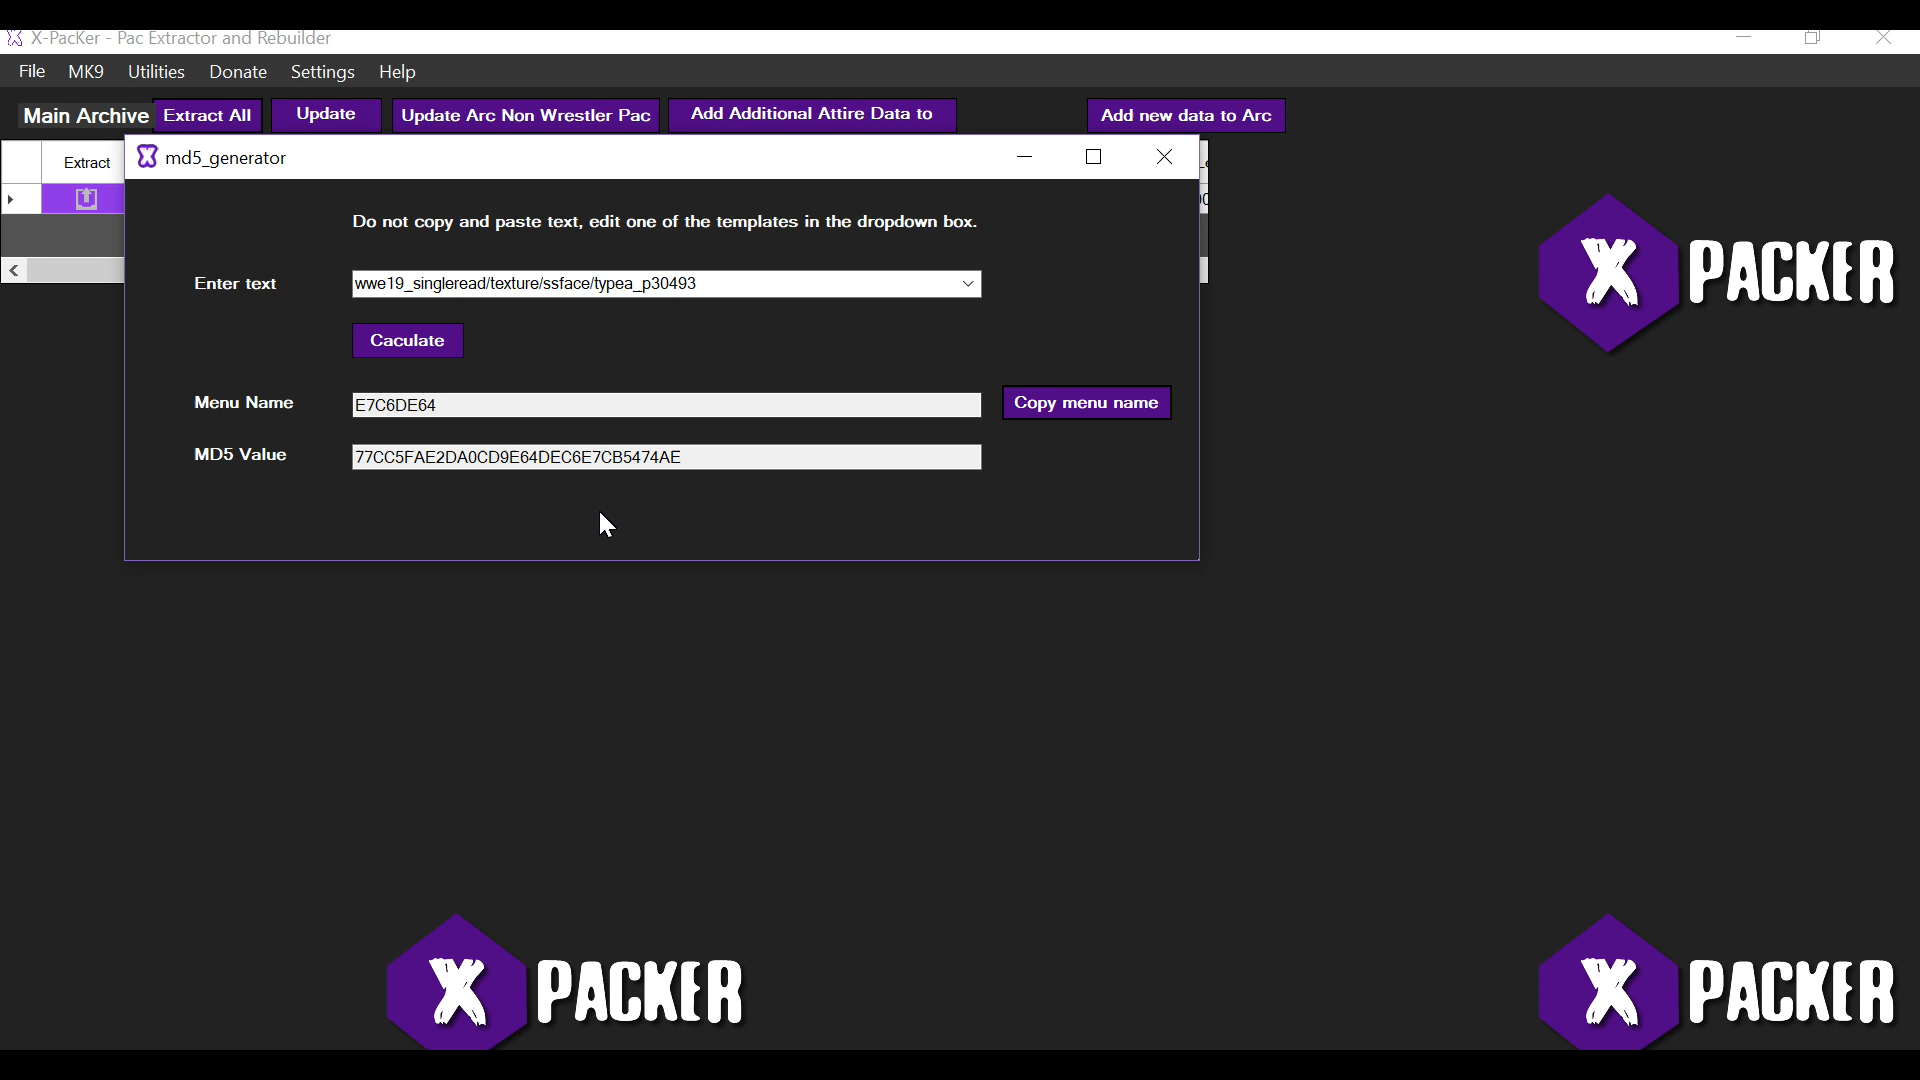 X-PacKer - Pac Extractor and Rebuilder
File MK9 Utilities Donate Settings Help
Main Archive Extract All Update Update Arc Non Wrestler Pac Add Additional Attire Data to Add new data to Arc
Extract
md5_generator
Do not copy and paste text, edit one of the templates in the dropdown box.
Enter text wwe19_singleread/texture/ssface/typea_p30493
Caculate
Menu Name E7C6DE64 Copy menu name
MD5 Value 77CC5FAE2DA0CD9E64DEC6E7CB5474AE
X PACKER
X PACKER
X PACKER